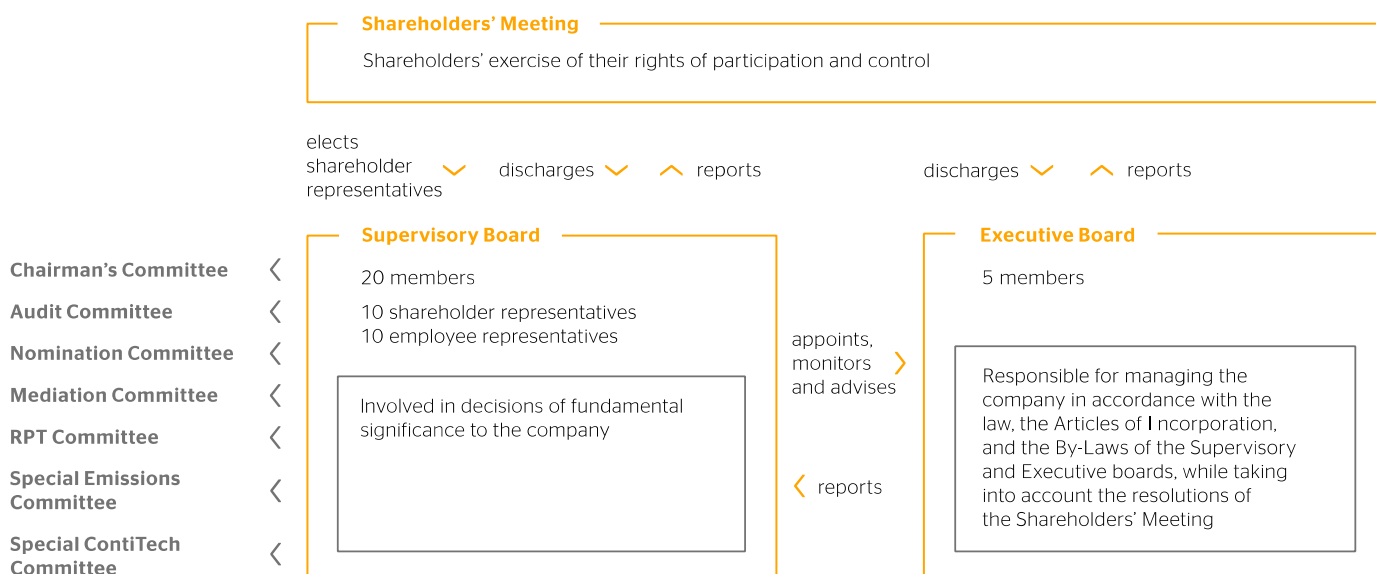 Shareholders’ Meeting
Shareholders’ exercise of their rights of participation and control
elects
shareholder
representatives
discharges
reports
discharges
reports
Supervisory Board
20 members
10 shareholder representatives
10 employee representatives
Involved in decisions of fundamental
significance to the company
Chairman’s Committee
Audit Committee
Nomination Committee
Mediation Committee
RPT Committee
Special Emissions
Committee
Special ContiTech
Committee
appoints,
monitors
and advises
reports
Executive Board
5 members
Responsible for managing the
company in accordance with the
law, the Articles of I ncorporation,
and the By-Laws of the Supervisory
and Executive boards, while taking
into account the resolutions of
the Shareholders’ Meeting